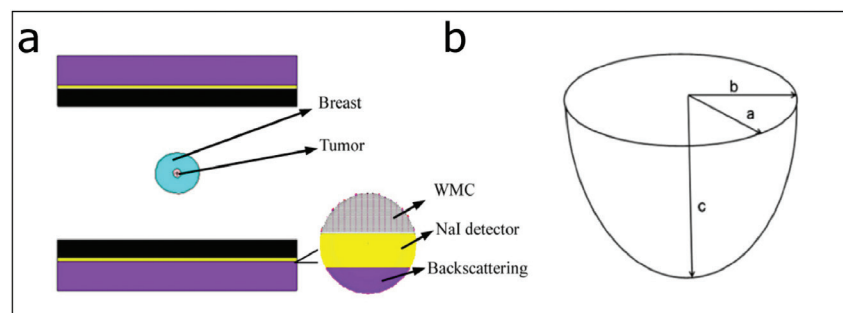 a
Breast
Tumor
WMC
NaI detector
Backscattering
b
b
a
c